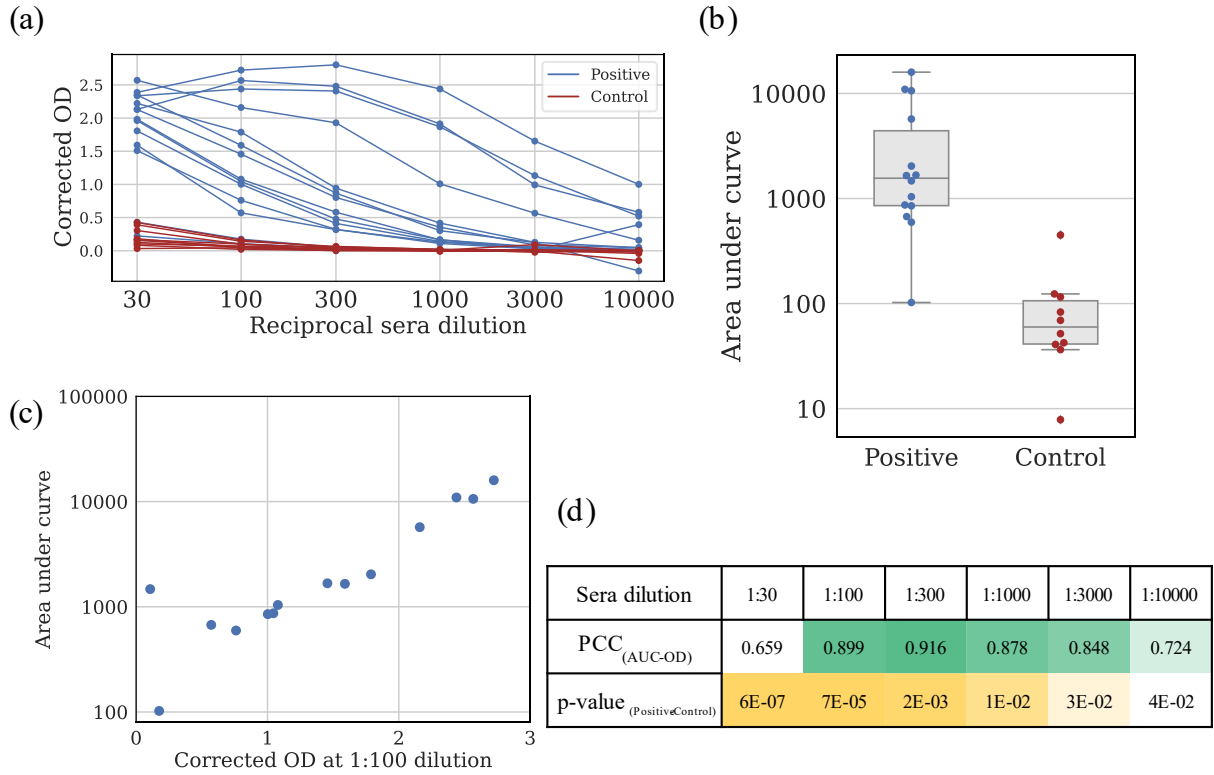 (a)
Corrected OD
2.5
2.0
1.5
1.0
0.5
0.0
Positive
Control
30 100 300 1000 3000 10000
Reciprocal sera dilution
(b)
Area under curve
10000
1000
100
10
Positive Control
(c)
Area under curve
100000
10000
1000
100
0 1 2 3
Corrected OD at 1:100 dilution
(d)
Sera dilution 1:30 1:100 1:300 1:1000 1:3000 1:10000
PCC (AUC-OD) 0.659 0.899 0.916 0.878 0.848 0.724
p-value (PositiveControl) 6E-07 7E-05 2E-03 1E-02 3E-02 4E-02